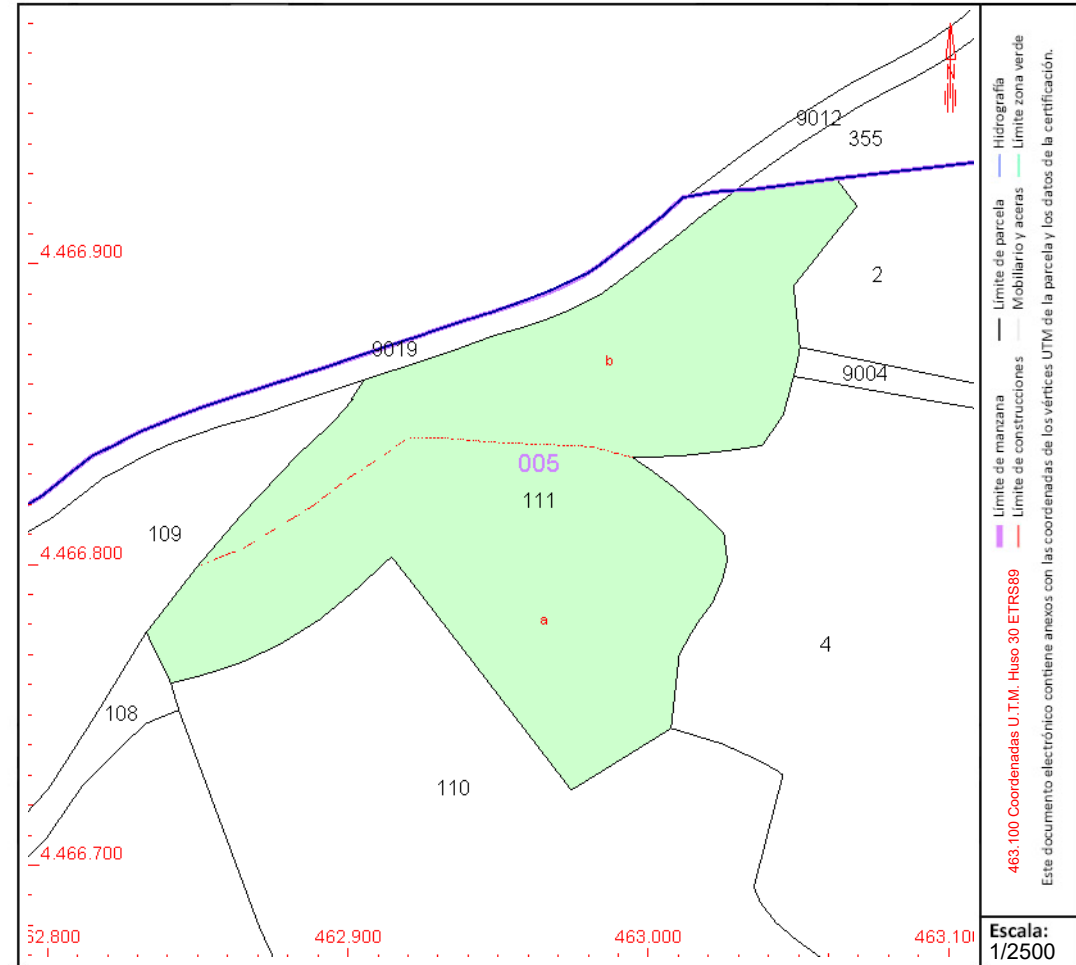 9012
355
N
4.466.900
2
9019
b
9004
005
111
109
4.466.800
a
4
108
110
4.466.700
62.800
462.900
463.000
463.10
Límite de manzana
Límite de parcela
Hidrografía
Límite de construcciones
Mobiliario y aceras
Límite zona verde
463.100 Coordenadas U.T.M. Huso 30 ETRS89
Este documento electrónico contiene anexos con las coordenadas de los vértices UTM de la parcela y los datos de la certificación.
Escala:
1/2500